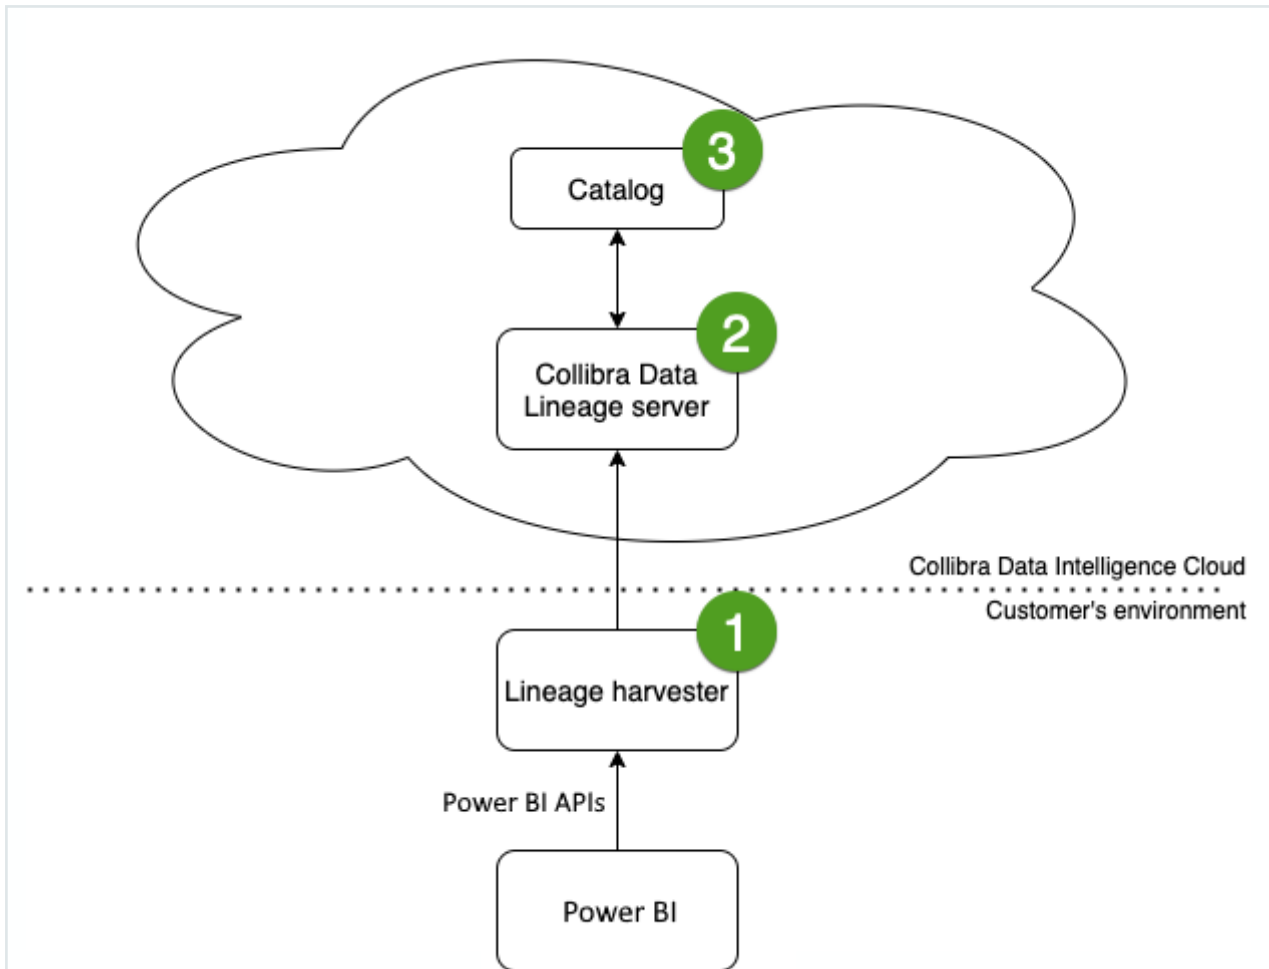 3
Catalog
2
Collibra Data
Lineage server
Collibra Data Intelligence Cloud
Customer's environment
1
Lineage harvester
Power BI APIs
Power BI